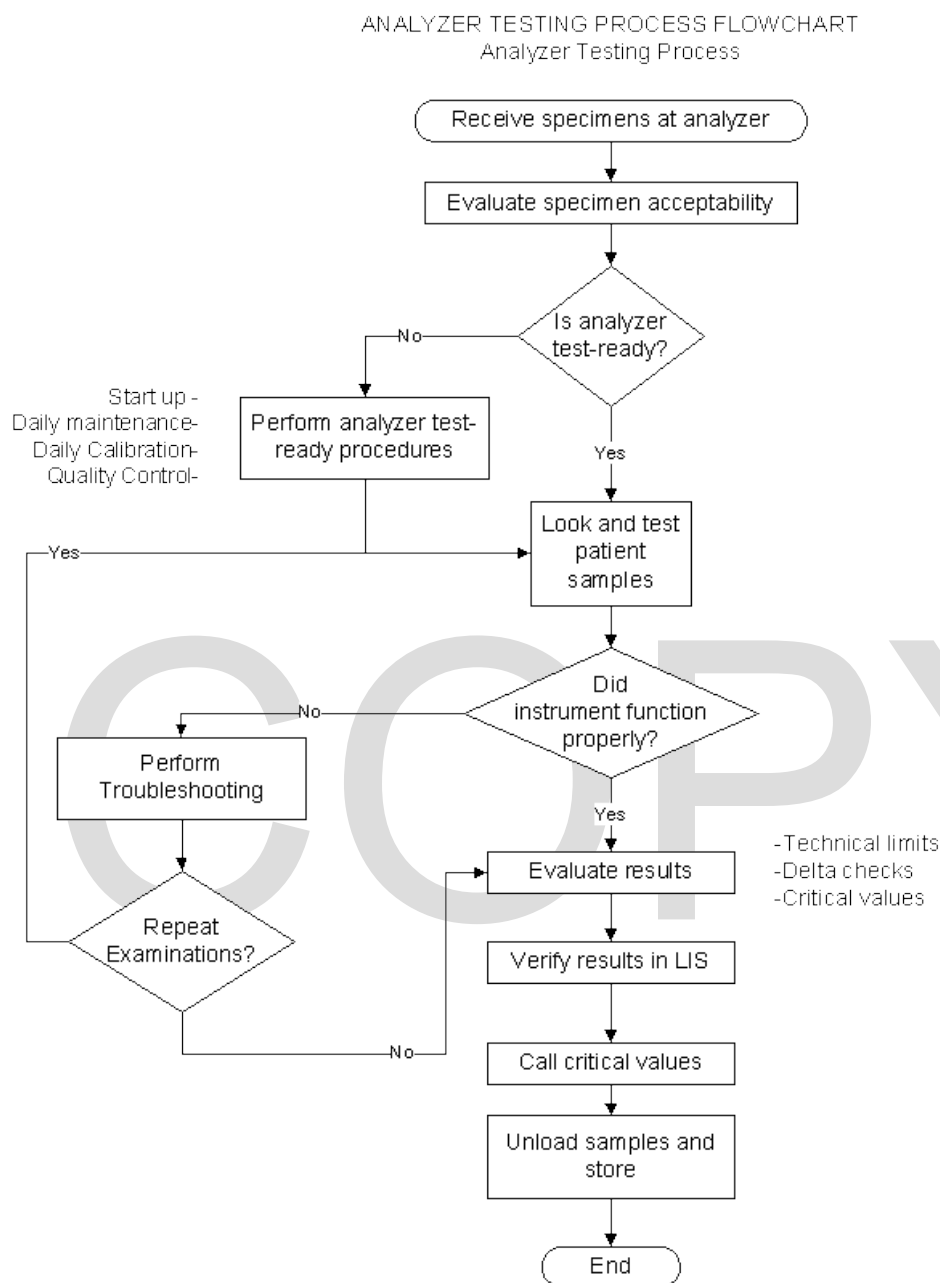 ANALYZER TESTING PROCESS FLOWCHART
Analyzer Testing Process
Receive specimens at analyzer
Evaluate specimen acceptability
Is analyzer
test-ready?
No
Yes
Start up -
Daily maintenance-
Daily Calibration-
Quality Control-
Perform analyzer test-
ready procedures
Look and test
patient
samples
Yes
Did
instrument function
properly?
No
Yes
Perform
Troubleshooting
Repeat
Examinations?
No
Evaluate results
-Technical limits
-Delta checks
-Critical values
Verify results in LIS
Call critical values
Unload samples and
store
End
COPY